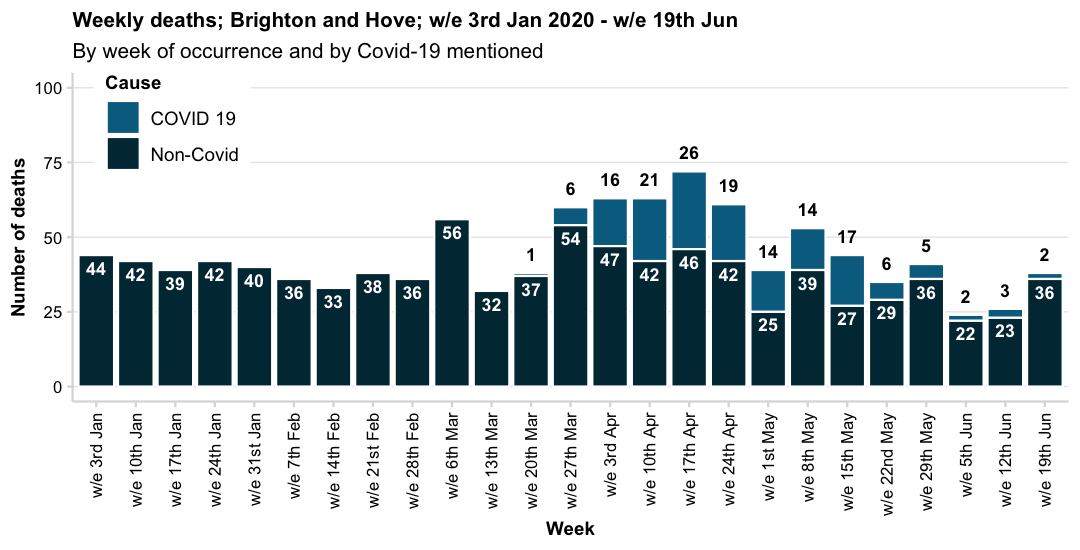 Weekly deaths; Brighton and Hove; w/e 3rd Jan 2020 - w/e 19th Jun
By week of occurrence and by Covid-19 mentioned
Cause
COVID 19
Non-Covid
Number of deaths
100
75
50
25
0
26
16 21 19
6 14 17
1 14 6 5
2 3 2
44 42 39 42 40 36 33 38 36 56 32 37 54 47 42 46 42 25 39 27 29 36 22 23 36
w/e 3rd Jan
w/e 10th Jan
w/e 17th Jan
w/e 24th Jan
w/e 31st Jan
w/e 7th Feb
w/e 14th Feb
w/e 21st Feb
w/e 28th Feb
w/e 6th Mar
w/e 13th Mar
w/e 20th Mar
w/e 27th Mar
w/e 3rd Apr
w/e 10th Apr
w/e 17th Apr
w/e 24th Apr
w/e 1st May
w/e 8th May
w/e 15th May
w/e 22nd May
w/e 29th May
w/e 5th Jun
w/e 12th Jun
w/e 19th Jun
Week